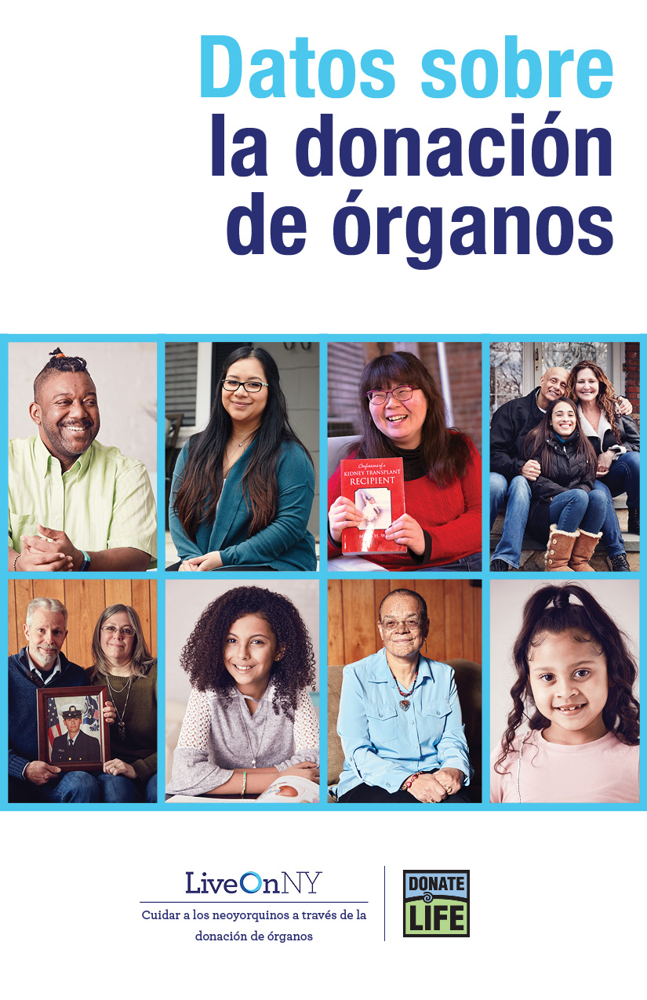 Datos sobre
la donación
de órganos
Confessions of a
KIDNEY TRANSPLANT
RECIPIENT
LiveOnNY
Cuidar a los neoyorquinos a través de la
donación de órganos
DONATE
LIFE